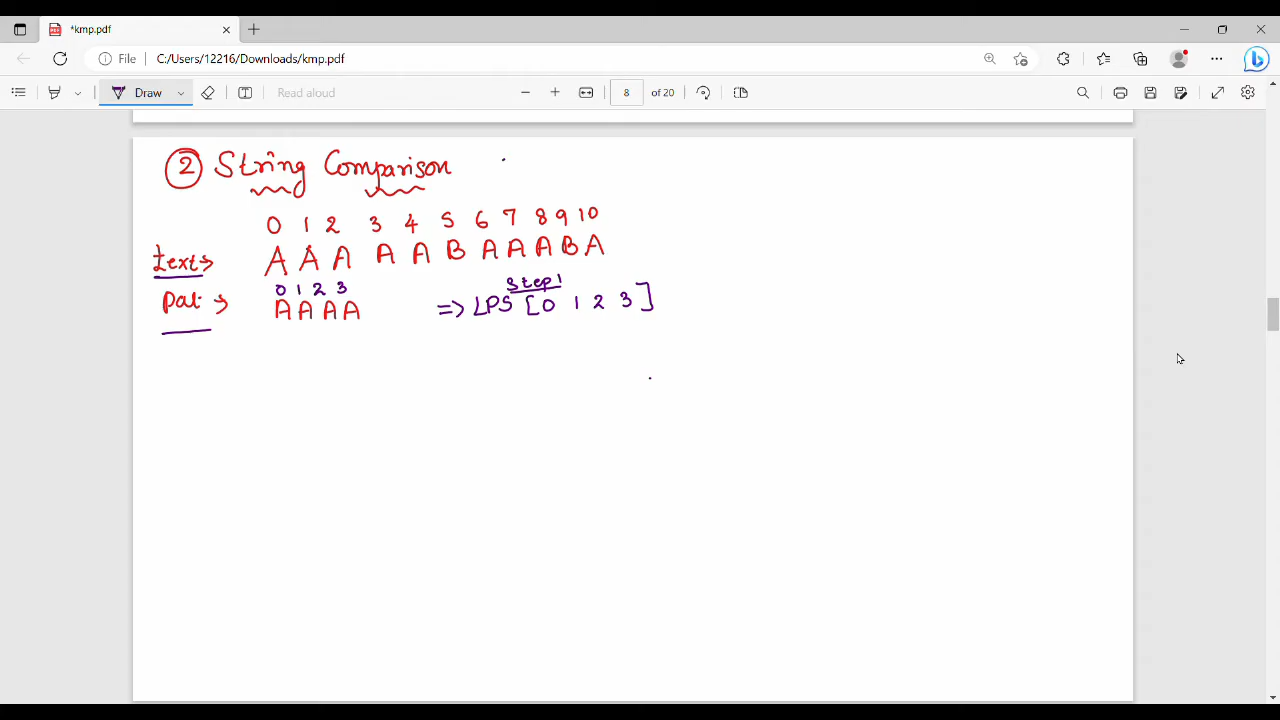 *kmp.pdf
File C:/Users/12216/Downloads/kmp.pdf
Draw Read aloud 8 of 20
② String Comparison
0 1 2 3 4 5 6 7 8 9 10
text→ A A A A A B A A A B A
0 1 2 3 Step 1
Pat → A A A A => LPS [0 1 2 3]